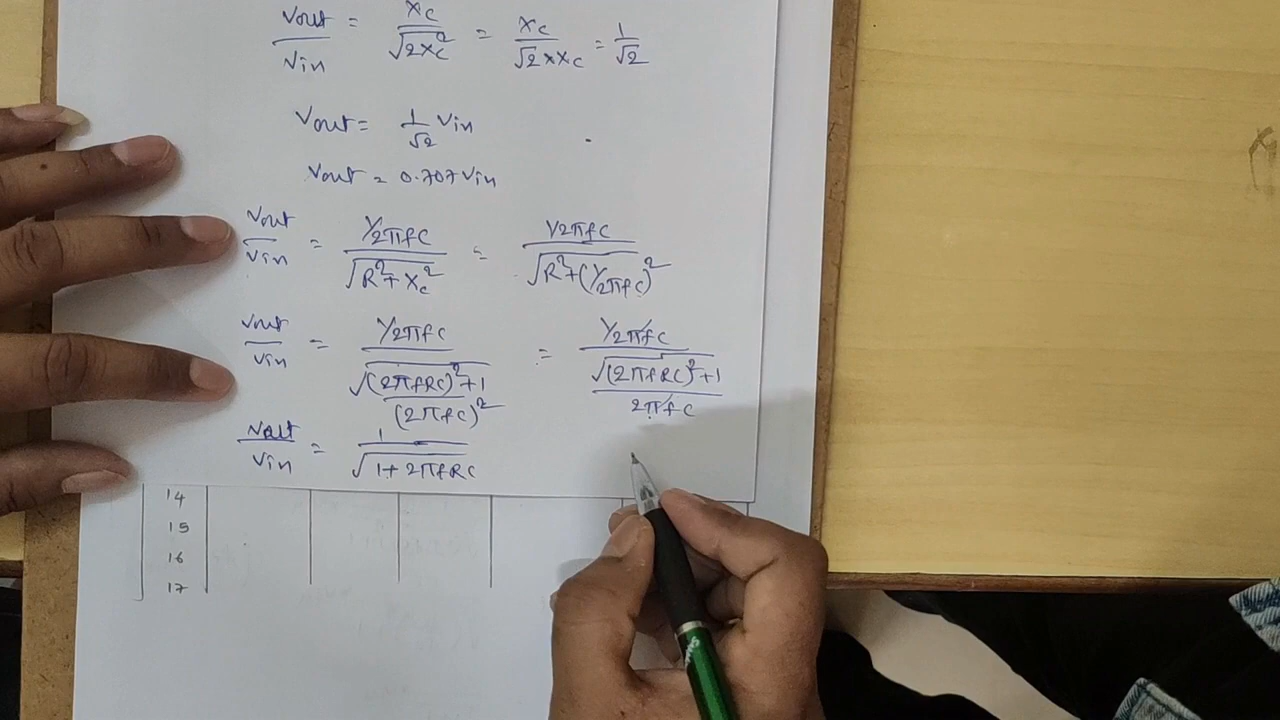 Vout/Vin = Xc/√2Xc² = Xc/√2×Xc = 1/√2
Vout = 1/√2 Vin
Vout = 0.707 Vin
Vout/Vin = 1/2πfC/√R²+Xc² = 1/2πfC/√R²+(1/2πfC)²
Vout/Vin = 1/2πfC/√(2πfRC)²+1/(2πfC)² = 1/2πfC/√(2πfRC)²+1/2πfC
Vout/Vin = 1/√1+2πfRC
14
15
16
17